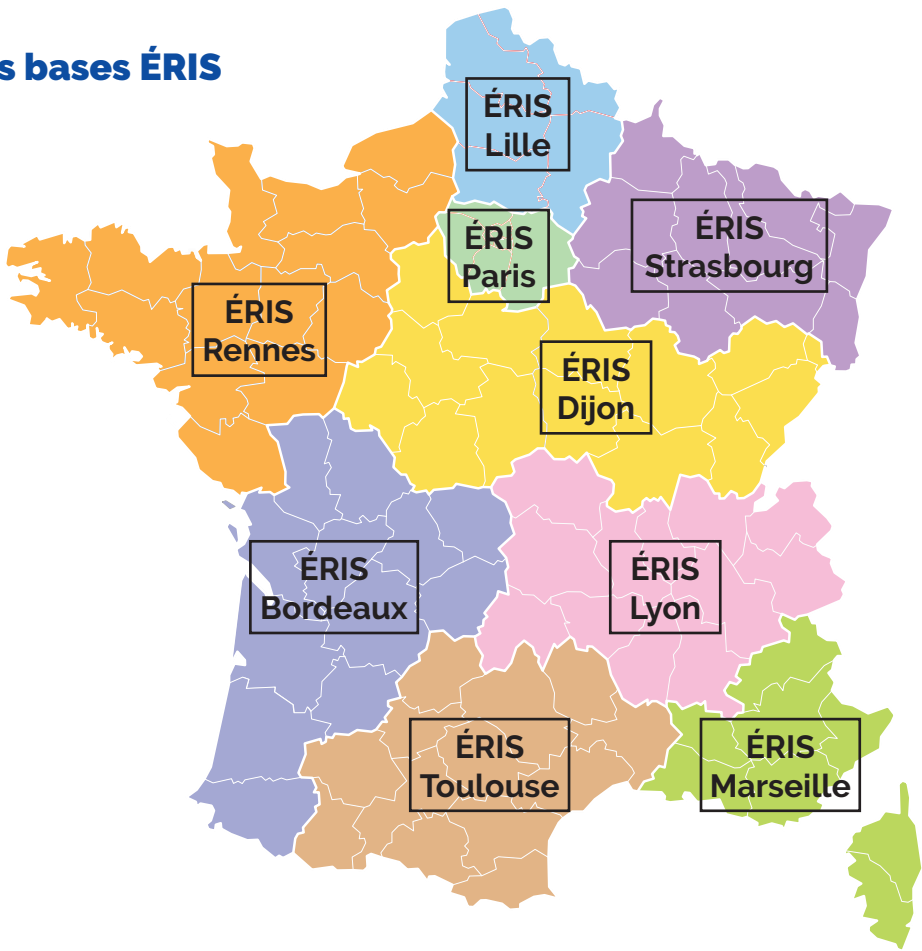 s bases ÉRIS
ÉRIS
Lille
ÉRIS
Paris
ÉRIS
Strasbourg
ÉRIS
Rennes
ÉRIS
Dijon
ÉRIS
Bordeaux
ÉRIS
Lyon
ÉRIS
Toulouse
ÉRIS
Marseille